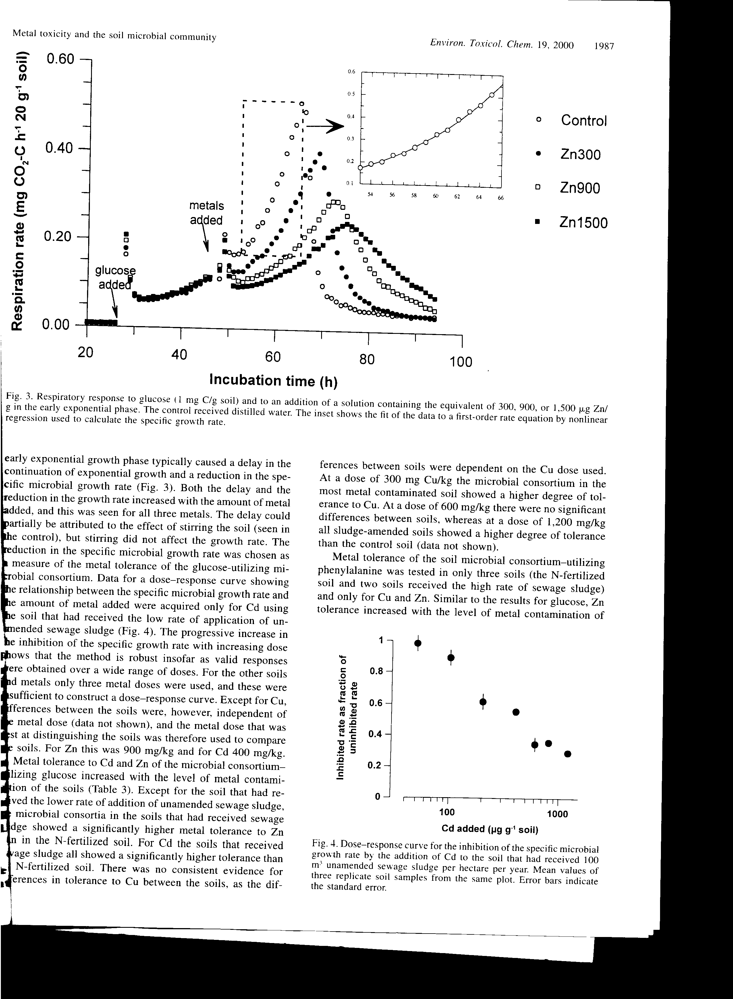 Metal toxicity and the soil microbial community
Environ. Toxicol. Chem. 19, 2000 1987
Respiration rate (mg CO₂-C h⁻¹ 20 g⁻¹ soil)
0.60
0.40
0.20
0.00
glucose
added
metals
added
0.6
0.5
0.4
0.3
0.2
0.1
54 56 58 60 62 64 66
Control
Zn300
Zn900
Zn1500
20 40 60 80 100
Incubation time (h)
Fig. 3. Respiratory response to glucose (1 mg C/g soil) and to an addition of a solution containing the equivalent of 300, 900, or 1,500 μg Zn/
g in the early exponential phase. The control received distilled water. The inset shows the fit of the data to a first-order rate equation by nonlinear
regression used to calculate the specific growth rate.
early exponential growth phase typically caused a delay in the
continuation of exponential growth and a reduction in the spe-
cific microbial growth rate (Fig. 3). Both the delay and the
reduction in the growth rate increased with the amount of metal
added, and this was seen for all three metals. The delay could
partially be attributed to the effect of stirring the soil (seen in
the control), but stirring did not affect the growth rate. The
reduction in the specific microbial growth rate was chosen as
measure of the metal tolerance of the glucose-utilizing mi-
crobial consortium. Data for a dose–response curve showing
he relationship between the specific microbial growth rate and
he amount of metal added were acquired only for Cd using
he soil that had received the low rate of application of un-
mended sewage sludge (Fig. 4). The progressive increase in
he inhibition of the specific growth rate with increasing dose
hows that the method is robust insofar as valid responses
ere obtained over a wide range of doses. For the other soils
nd metals only three metal doses were used, and these were
sufficient to construct a dose–response curve. Except for Cu,
fferences between the soils were, however, independent of
e metal dose (data not shown), and the metal dose that was
est at distinguishing the soils was therefore used to compare
e soils. For Zn this was 900 mg/kg and for Cd 400 mg/kg.
Metal tolerance to Cd and Zn of the microbial consortium–
ilizing glucose increased with the level of metal contami-
tion of the soils (Table 3). Except for the soil that had re-
ived the lower rate of addition of unamended sewage sludge,
microbial consortia in the soils that had received sewage
dge showed a significantly higher metal tolerance to Zn
n in the N-fertilized soil. For Cd the soils that received
wage sludge all showed a significantly higher tolerance than
N-fertilized soil. There was no consistent evidence for
ferences in tolerance to Cu between the soils, as the dif-
ferences between soils were dependent on the Cu dose used.
At a dose of 300 mg Cu/kg the microbial consortium in the
most metal contaminated soil showed a higher degree of tol-
erance to Cu. At a dose of 600 mg/kg there were no significant
differences between soils, whereas at a dose of 1,200 mg/kg
all sludge-amended soils showed a higher degree of tolerance
than the control soil (data not shown).
Metal tolerance of the soil microbial consortium–utilizing
phenylalanine was tested in only three soils (the N-fertilized
soil and two soils received the high rate of sewage sludge)
and only for Cu and Zn. Similar to the results for glucose, Zn
tolerance increased with the level of metal contamination of
Inhibited rate as fraction of
uninhibited rate
1
0.8
0.6
0.4
0.2
0
100 1000
Cd added (μg g⁻¹ soil)
Fig. 4. Dose–response curve for the inhibition of the specific microbial
growth rate by the addition of Cd to the soil that had received 100
m³ unamended sewage sludge per hectare per year. Mean values of
three replicate soil samples from the same plot. Error bars indicate
the standard error.